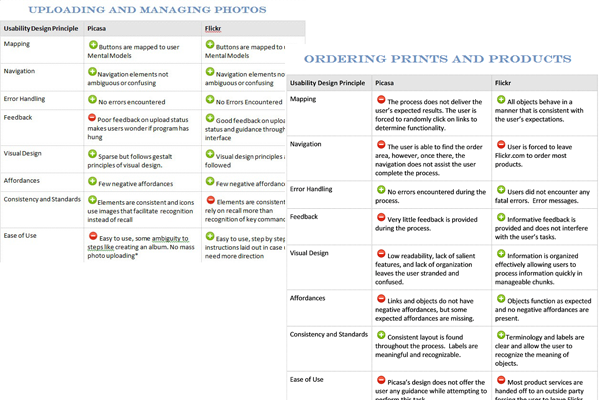 UPLOADING AND MANAGING PHOTOS
Usability Design Principle Picasa Flickr
Mapping
Buttons are mapped to user
Mental Models
Buttons are mapped to
Mental Models
Navigation
Navigation elements not
ambiguous or confusing
Navigation elements
ambiguous or confusing
Error Handling
No errors encountered
No Errors Encountered
Feedback
Poor feedback on upload status
makes users wonder if program has
hung
Good feedback on
status and guidance through
interface
Visual Design
Sparse but follows gestalt
principles of visual design.
Visual design principles
followed
Affordances
Few negative affordances
Few negative
Consistency and Standards
Elements are consistent and icons
use images that facilitate recognition
instead of recall
Elements are consistent
rely on recall more than
recognition of key
Ease of Use
Easy to use, some ambiguity to
steps like creating an album. No mass
photo uploading*
Easy to use, step by step
instructions laid out in case
need more direction
ORDERING PRINTS AND PRODUCTS
Usability Design Principle Picasa Flickr
Mapping
The process does not deliver the
user's expected results. The user is
forced to randomly click on links to
determine functionality.
All objects behave in a
manner that is consistent with
the user's expectations.
Navigation
The user is able to find the order
area, however, once there, the
navigation does not assist the user
complete the process.
User is forced to leave
Flickr.com to order most
products.
Error Handling
No errors encountered during the
process.
Users did not encounter any
fatal errors. Error messages.
Feedback
Very little feedback is provided
during the process.
Informative feedback is
provided and does not interfere
with the user's tasks.
Visual Design
Low readability, lack of salient
features, and lack of organization
leaves the user stranded and
confused.
Information is organized
effectively allowing users to
process information quickly in
manageable chunks.
Affordances
Links and objects do not have
negative affordances, but some
expected affordances are missing.
Objects function as expected
and no negative affordances are
present.
Consistency and Standards
Consistent layout is found
throughout the process. Labels are
meaningful and recognizable.
Terminology and labels are
clear and allow the user to
recognize the meaning of
objects.
Ease of Use
Picasa's design does not offer the
user any guidance while attempting to
perform this task
Most product services are
handed off to an outside party
forcing the user to leave Flickr